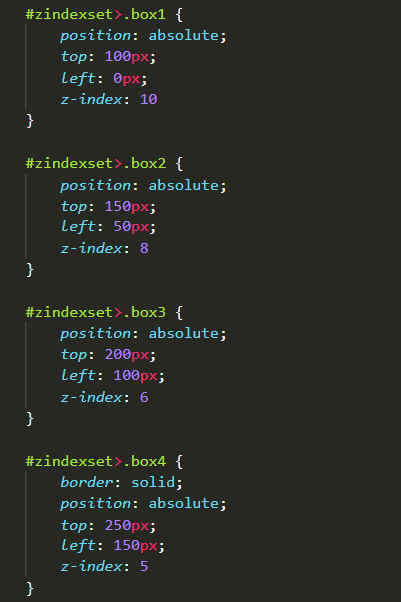 #zindexset>.box1 {
position: absolute;
top: 100px;
left: 0px;
z-index: 10
}
#zindexset>.box2 {
position: absolute;
top: 150px;
left: 50px;
z-index: 8
}
#zindexset>.box3 {
position: absolute;
top: 200px;
left: 100px;
z-index: 6
}
#zindexset>.box4 {
border: solid;
position: absolute;
top: 250px;
left: 150px;
z-index: 5
}